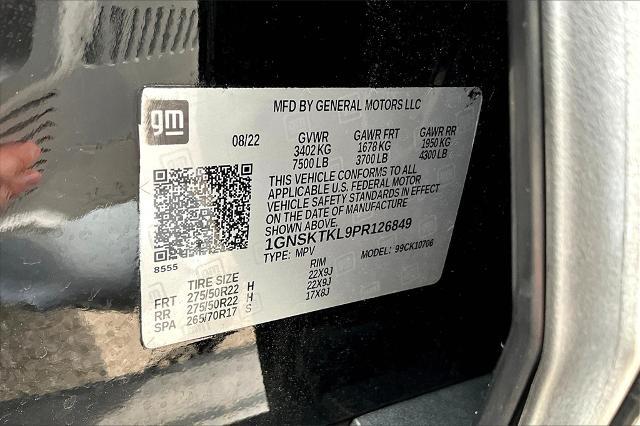 gm
MFD BY GENERAL MOTORS LLC
08/22 GVWR GAWR FRT GAWR RR
3402 KG 1678 KG 1950 KG
7500 LB 3700 LB 4300 LB
THIS VEHICLE CONFORMS TO ALL
APPLICABLE U.S. FEDERAL MOTOR
VEHICLE SAFETY STANDARDS IN EFFECT
ON THE DATE OF MANUFACTURE
SHOWN ABOVE.
1GNSKTKL9PR126849
TYPE: MPV MODEL: 99CK10706
8555
TIRE SIZE RIM
FRT 275/50R22 H 22X9J
RR 275/50R22 H 22X9J
SPA 265/70R17 S 17X8J